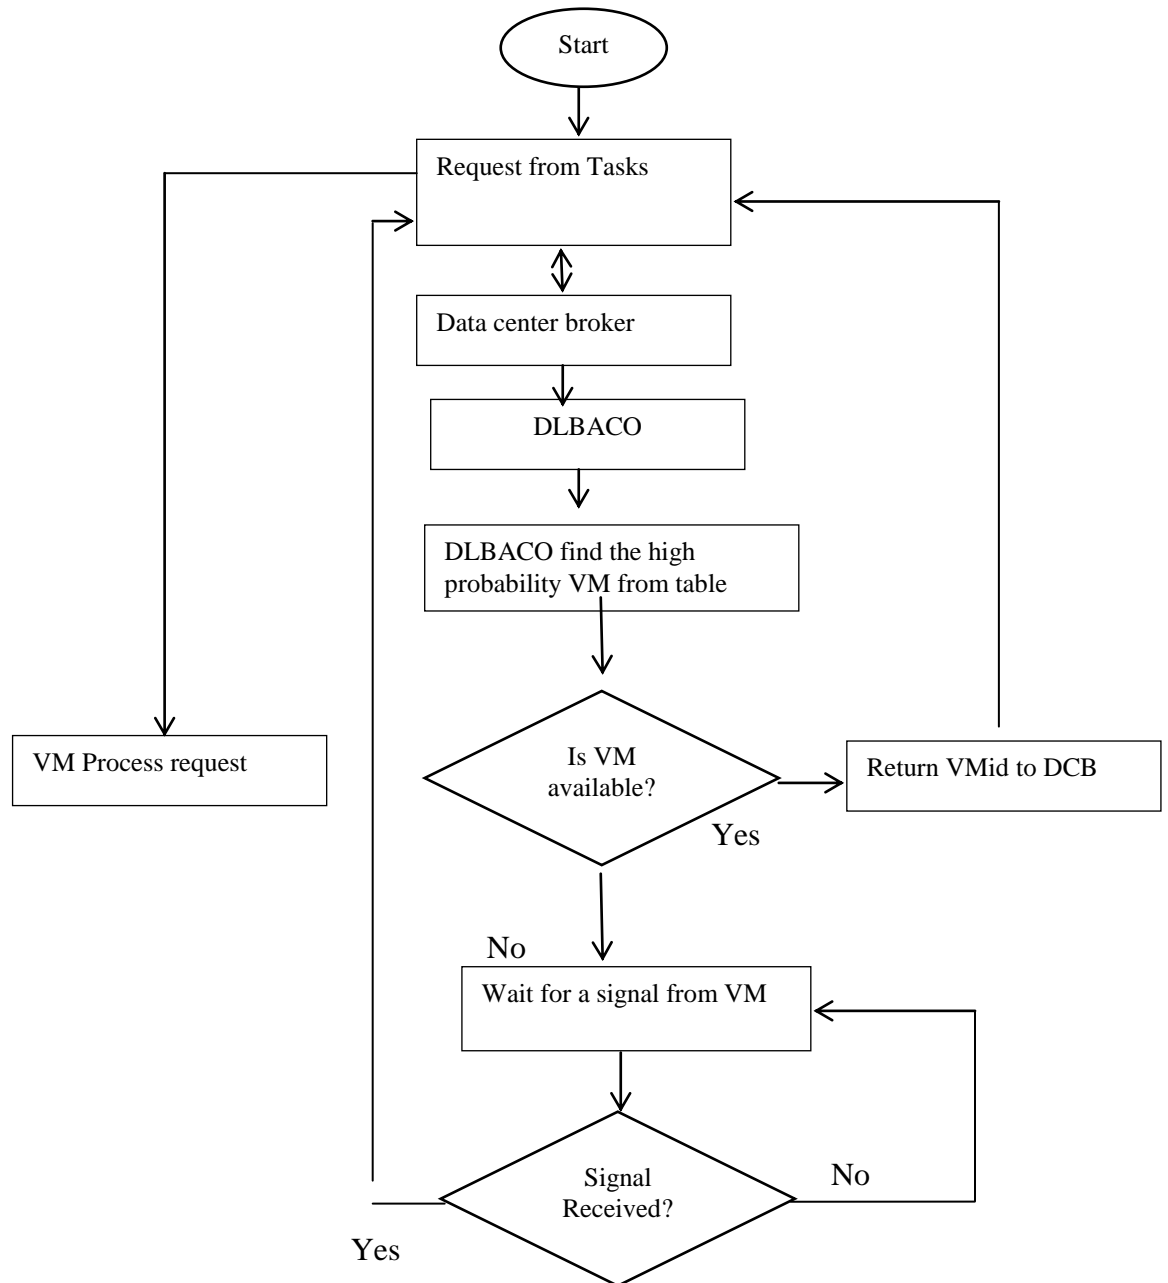 Start
Request from Tasks
Data center broker
DLBACO
DLBACO find the high
probability VM from table
VM Process request
Is VM
available?
Return VMid to DCB
Yes
No
Wait for a signal from VM
Signal
Received?
No
Yes